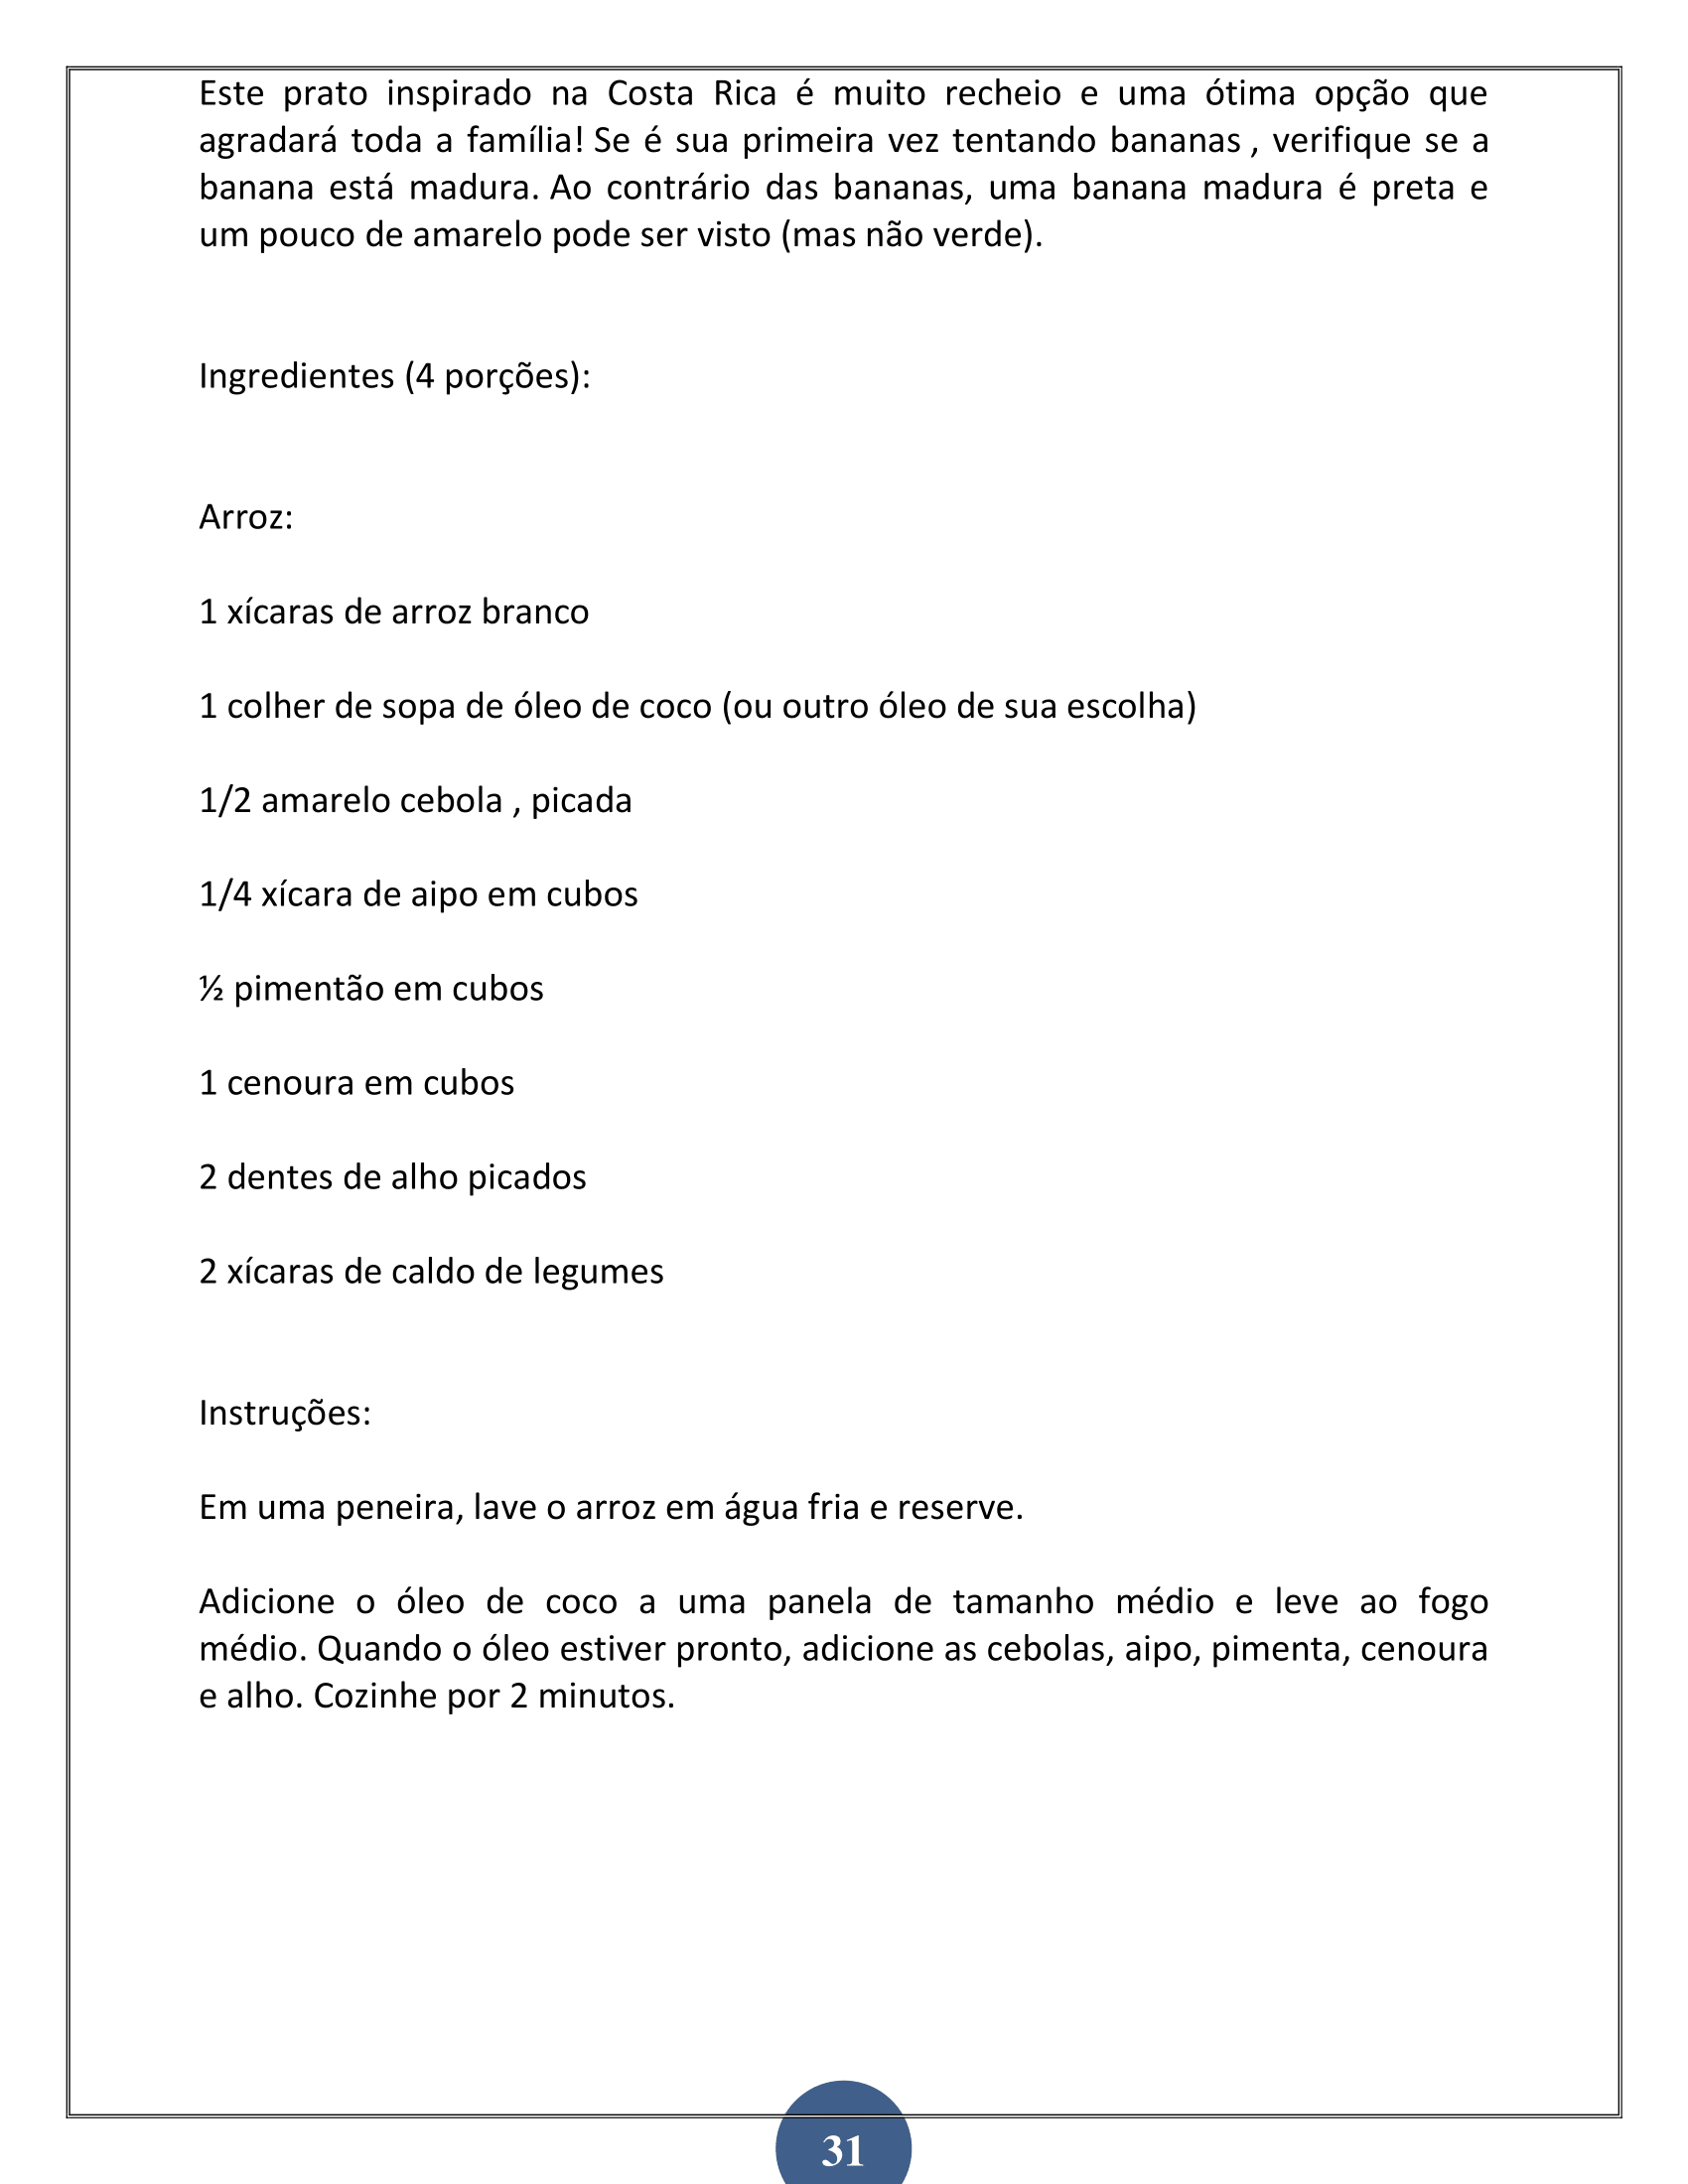 Este prato inspirado na Costa Rica é muito recheio e uma ótima opção que
agradará toda a família! Se é sua primeira vez tentando bananas , verifique se a
banana está madura. Ao contrário das bananas, uma banana madura é preta e
um pouco de amarelo pode ser visto (mas não verde).
Ingredientes (4 porções):
Arroz:
1 xícaras de arroz branco
1 colher de sopa de óleo de coco (ou outro óleo de sua escolha)
1/2 amarelo cebola , picada
1/4 xícara de aipo em cubos
½ pimentão em cubos
1 cenoura em cubos
2 dentes de alho picados
2 xícaras de caldo de legumes
Instruções:
Em uma peneira, lave o arroz em água fria e reserve.
Adicione o óleo de coco a uma panela de tamanho médio e leve ao fogo
médio. Quando o óleo estiver pronto, adicione as cebolas, aipo, pimenta, cenoura
e alho. Cozinhe por 2 minutos.
31